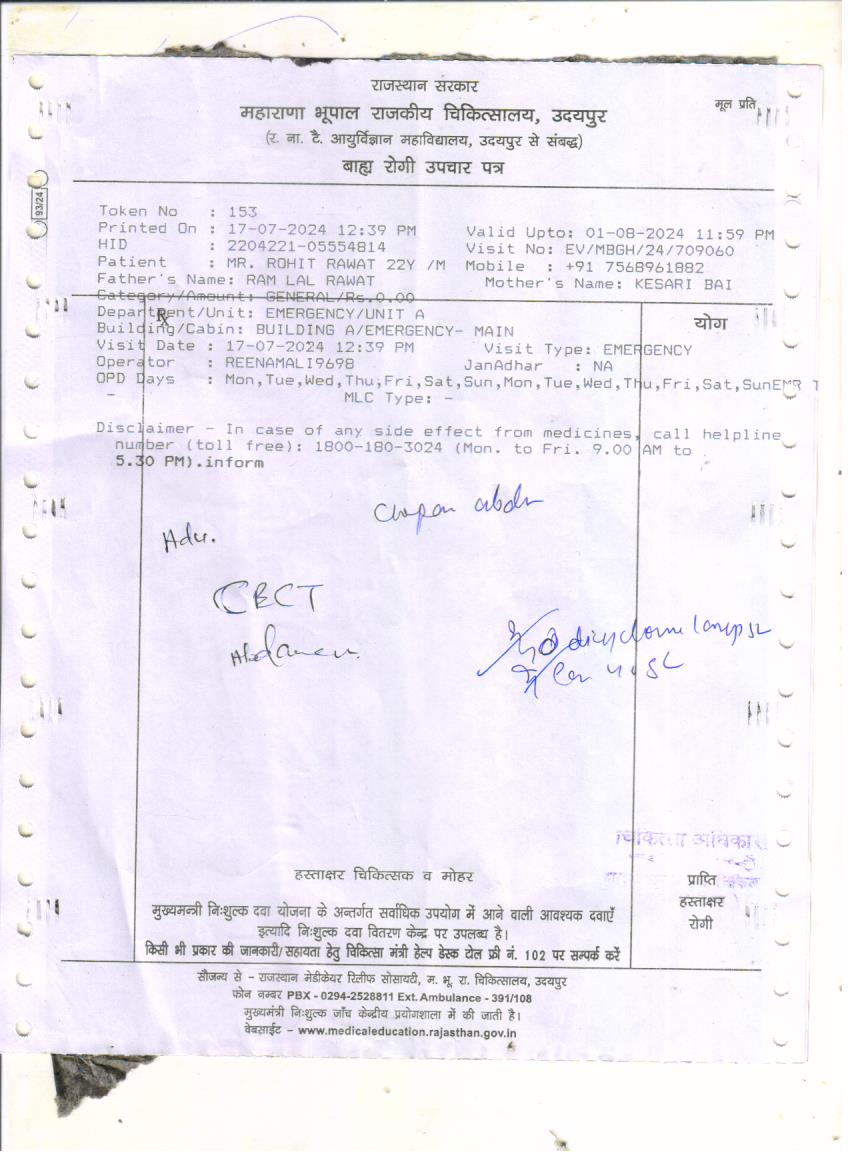 राजस्थान सरकार
महाराणा भूपाल राजकीय चिकित्सालय, उदयपुर
मूल प्रति
(र. ना. टै. आयुर्विज्ञान महाविद्यालय, उदयपुर से संबद्ध)
बाह्य रोगी उपचार पत्र
93/24
Token No : 153
Printed On : 17-07-2024 12:39 PM Valid Upto: 01-08-2024 11:59 PM
HID : 2204221-05554814 Visit No: EV/MBGH/24/709060
Patient : MR. ROHIT RAWAT 22Y /M Mobile : +91 7568961882
Father's Name: RAM LAL RAWAT Mother's Name: KESARI BAI
Category/Amount: GENERAL/Rs.0.00
Department/Unit: EMERGENCY/UNIT A
Rx
योग
Building/Cabin: BUILDING A/EMERGENCY- MAIN
Visit Date : 17-07-2024 12:39 PM Visit Type: EMERGENCY
Operator : REENAMALI9698 JanAdhar : NA
OPD Days : Mon,Tue,Wed,Thu,Fri,Sat,Sun,Mon,Tue,Wed,Thu,Fri,Sat,SunEMR T
- MLC Type: -
Disclaimer - In case of any side effect from medicines, call helpline
number (toll free): 1800-180-3024 (Mon. to Fri. 9.00 AM to
5.30 PM).inform
Adv.
CECT
Abdomen
चिकित्सा अधिकारी
हस्ताक्षर चिकित्सक व मोहर
प्राप्ति
हस्ताक्षर
रोगी
मुख्यमन्त्री निःशुल्क दवा योजना के अन्तर्गत सर्वाधिक उपयोग में आने वाली आवश्यक दवाएँ
इत्यादि निःशुल्क दवा वितरण केन्द्र पर उपलब्ध है।
किसी भी प्रकार की जानकारी/सहायता हेतु चिकित्सा मंत्री हेल्प डेस्क टोल फ्री नं. 102 पर सम्पर्क करें
सौजन्य से - राजस्थान मेडीकेयर रिलीफ सोसायटी, म. भू. रा. चिकित्सालय, उदयपुर
फोन नम्बर PBX - 0294-2528811 Ext. Ambulance - 391/108
मुख्यमन्त्री निःशुल्क जाँच केन्द्रीय प्रयोगशाला में की जाती है।
वेबसाईट - www.medicaleducation.rajasthan.gov.in